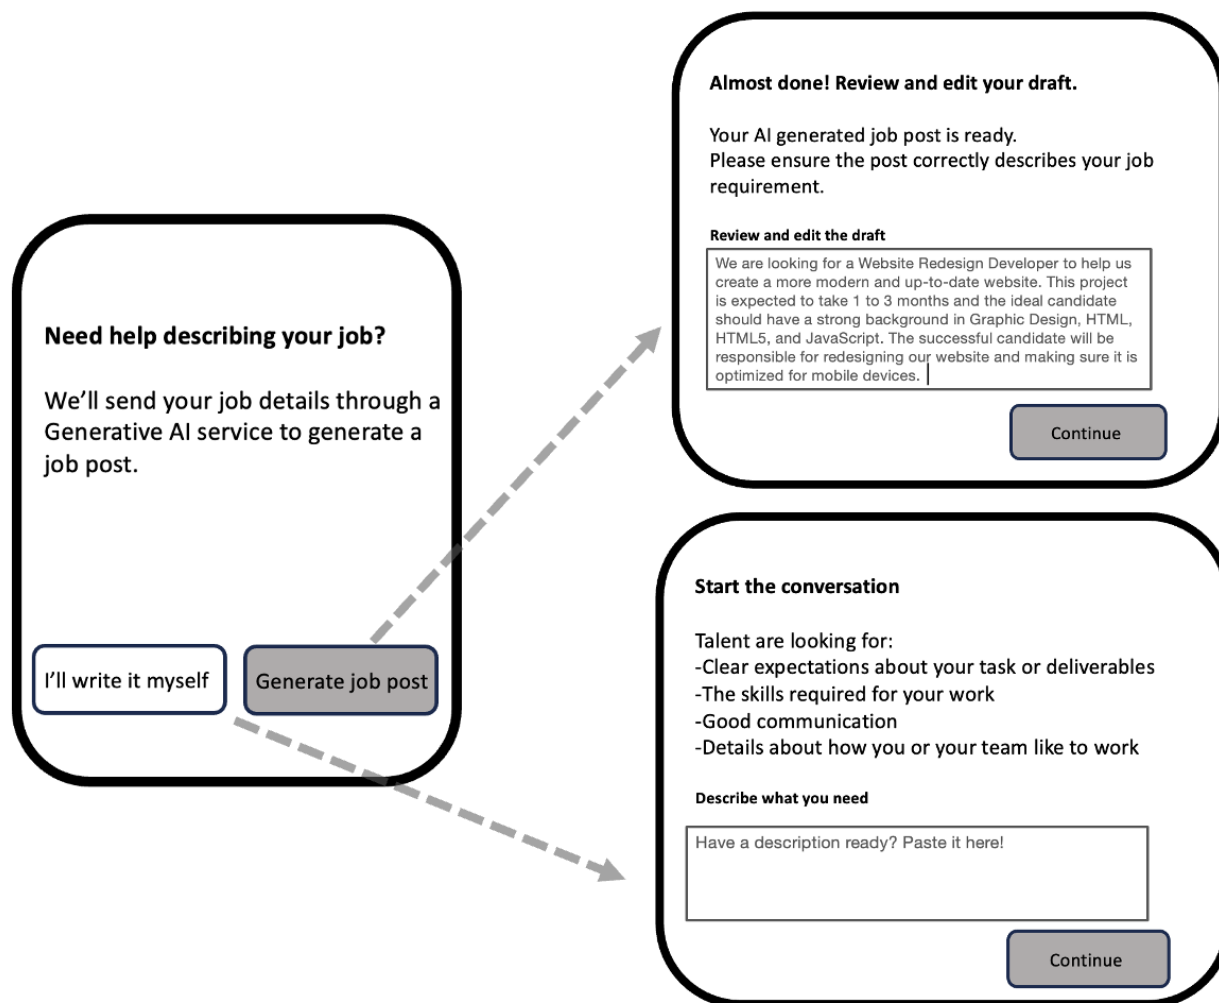 Need help describing your job?
We’ll send your job details through a
Generative AI service to generate a
job post.
I’ll write it myself
Generate job post
Almost done! Review and edit your draft.
Your AI generated job post is ready.
Please ensure the post correctly describes your job
requirement.
Review and edit the draft
We are looking for a Website Redesign Developer to help us
create a more modern and up-to-date website. This project
is expected to take 1 to 3 months and the ideal candidate
should have a strong background in Graphic Design, HTML,
HTML5, and JavaScript. The successful candidate will be
responsible for redesigning our website and making sure it is
optimized for mobile devices.
Continue
Start the conversation
Talent are looking for:
-Clear expectations about your task or deliverables
-The skills required for your work
-Good communication
-Details about how you or your team like to work
Describe what you need
Have a description ready? Paste it here!
Continue